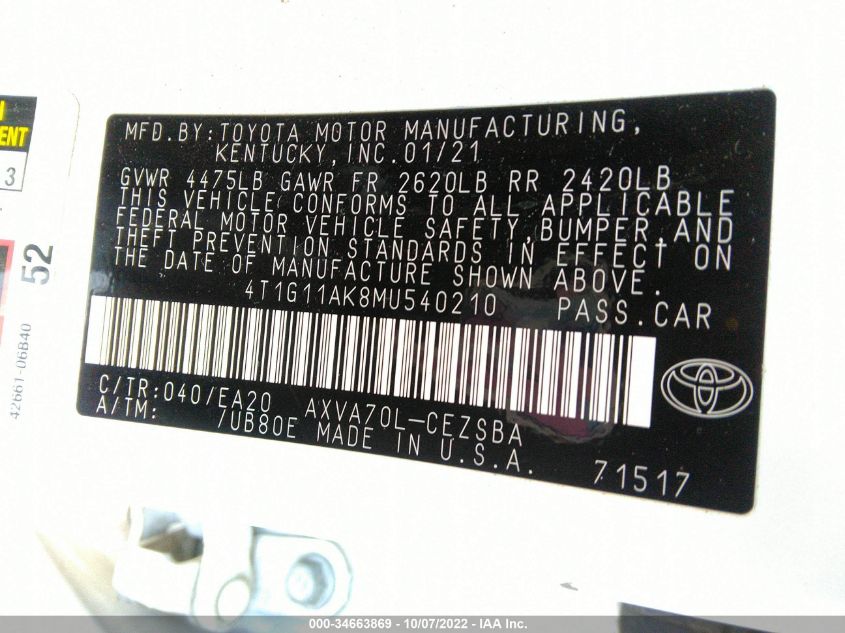 MFD.BY:TOYOTA MOTOR MANUFACTURING,
KENTUCKY,INC.01/21
GVWR 4475LB GAWR FR 2620LB RR 2420LB
THIS VEHICLE CONFORMS TO ALL APPLICABLE
FEDERAL MOTOR VEHICLE SAFETY,BUMPER,AND
THEFT PREVENTION STANDARDS IN EFFECT ON
THE DATE OF MANUFACTURE SHOWN ABOVE.
4T1G11AK8MU540210 PASS.CAR
C/TR:040/EA20 AXVA70L-CEZSBA
A/TM: /UB80E MADE IN U.S.A. 71517
ENT
3
52
42661-06B40
000-34663869 - 10/07/2022 - IAA Inc.